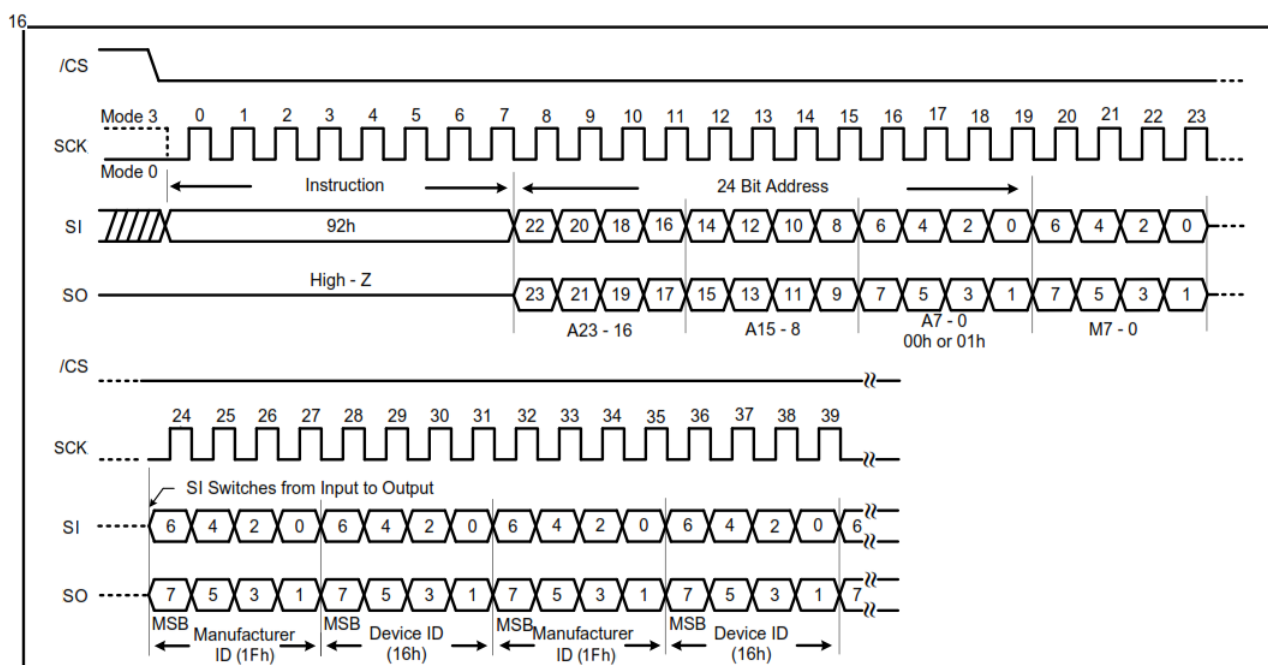 16
/CS
Mode 3 0 1 2 3 4 5 6 7 8 9 10 11 12 13 14 15 16 17 18 19 20 21 22 23
SCK
Mode 0
Instruction 24 Bit Address
SI 92h 22 20 18 16 14 12 10 8 6 4 2 0 6 4 2 0
High - Z
SO 23 21 19 17 15 13 11 9 7 5 3 1 7 5 3 1
A23 - 16 A15 - 8 A7 - 0 M7 - 0
00h or 01h
/CS
24 25 26 27 28 29 30 31 32 33 34 35 36 37 38 39
SCK
SI Switches from Input to Output
SI 6 4 2 0 6 4 2 0 6 4 2 0 6 4 2 0 6
SO 7 5 3 1 7 5 3 1 7 5 3 1 7 5 3 1 7
MSB MSB MSB MSB
Manufacturer Device ID Manufacturer Device ID
ID (1Fh) (16h) ID (1Fh) (16h)